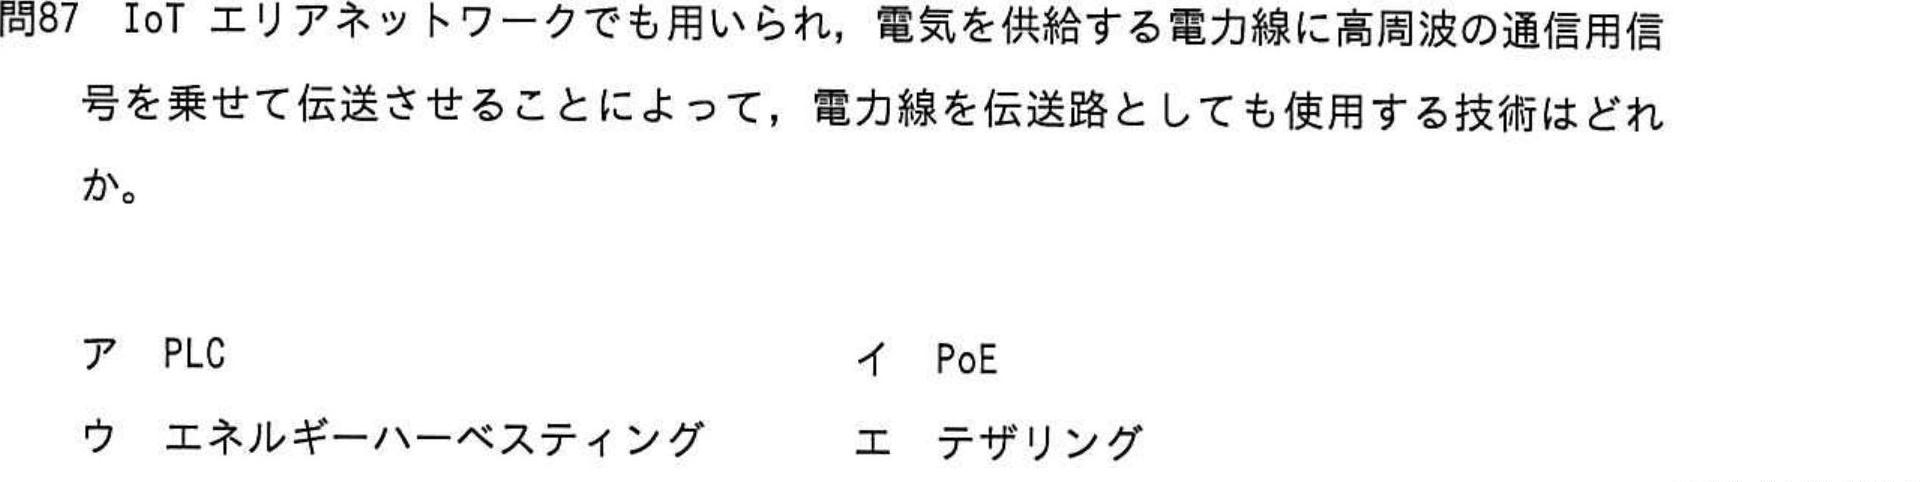 問87 IoT エリアネットワークでも用いられ，電気を供給する電力線に高周波の通信用信
号を乗せて伝送させることによって，電力線を伝送路としても使用する技術はどれ
か。
ア PLC イ PoE
ウ エネルギーハーベスティング エ テザリング